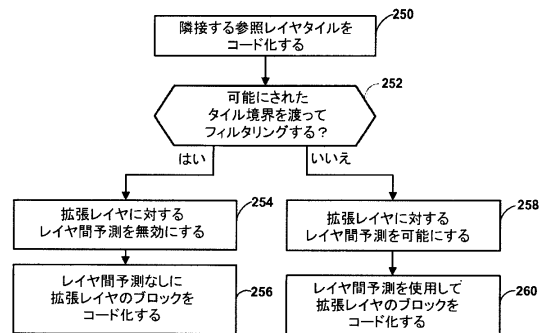 隣接する参照レイヤタイルを
コード化する
250
252
可能にされた
タイル境界を渡って
フィルタリングする？
はい
いいえ
拡張レイヤに対する
レイヤ間予測を無効にする
254
拡張レイヤに対する
レイヤ間予測を可能にする
258
レイヤ間予測なしに
拡張レイヤのブロックを
コード化する
256
レイヤ間予測を使用して
拡張レイヤのブロックを
コード化する
260